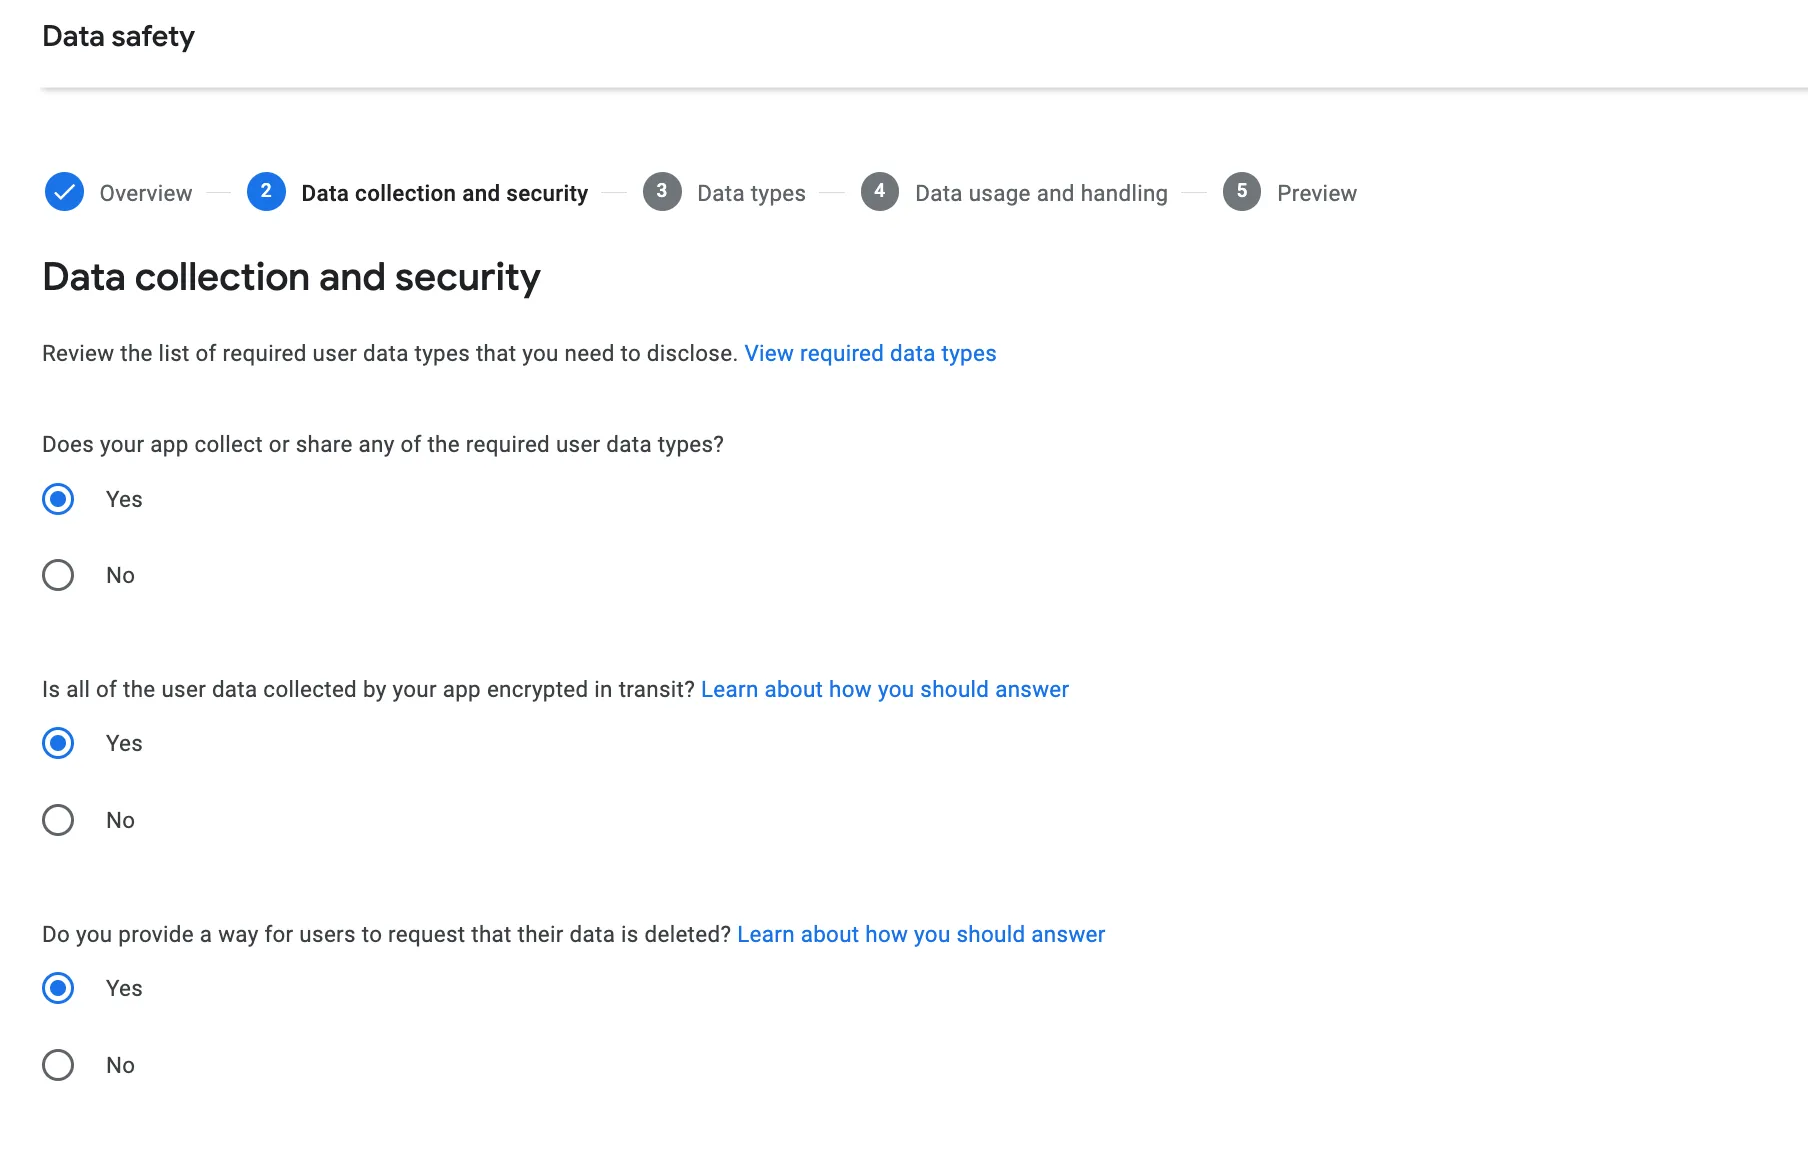 Data safety
Overview 2 Data collection and security 3 Data types 4 Data usage and handling 5 Preview
Data collection and security
Review the list of required user data types that you need to disclose. View required data types
Does your app collect or share any of the required user data types?
Yes
No
Is all of the user data collected by your app encrypted in transit? Learn about how you should answer
Yes
No
Do you provide a way for users to request that their data is deleted? Learn about how you should answer
Yes
No